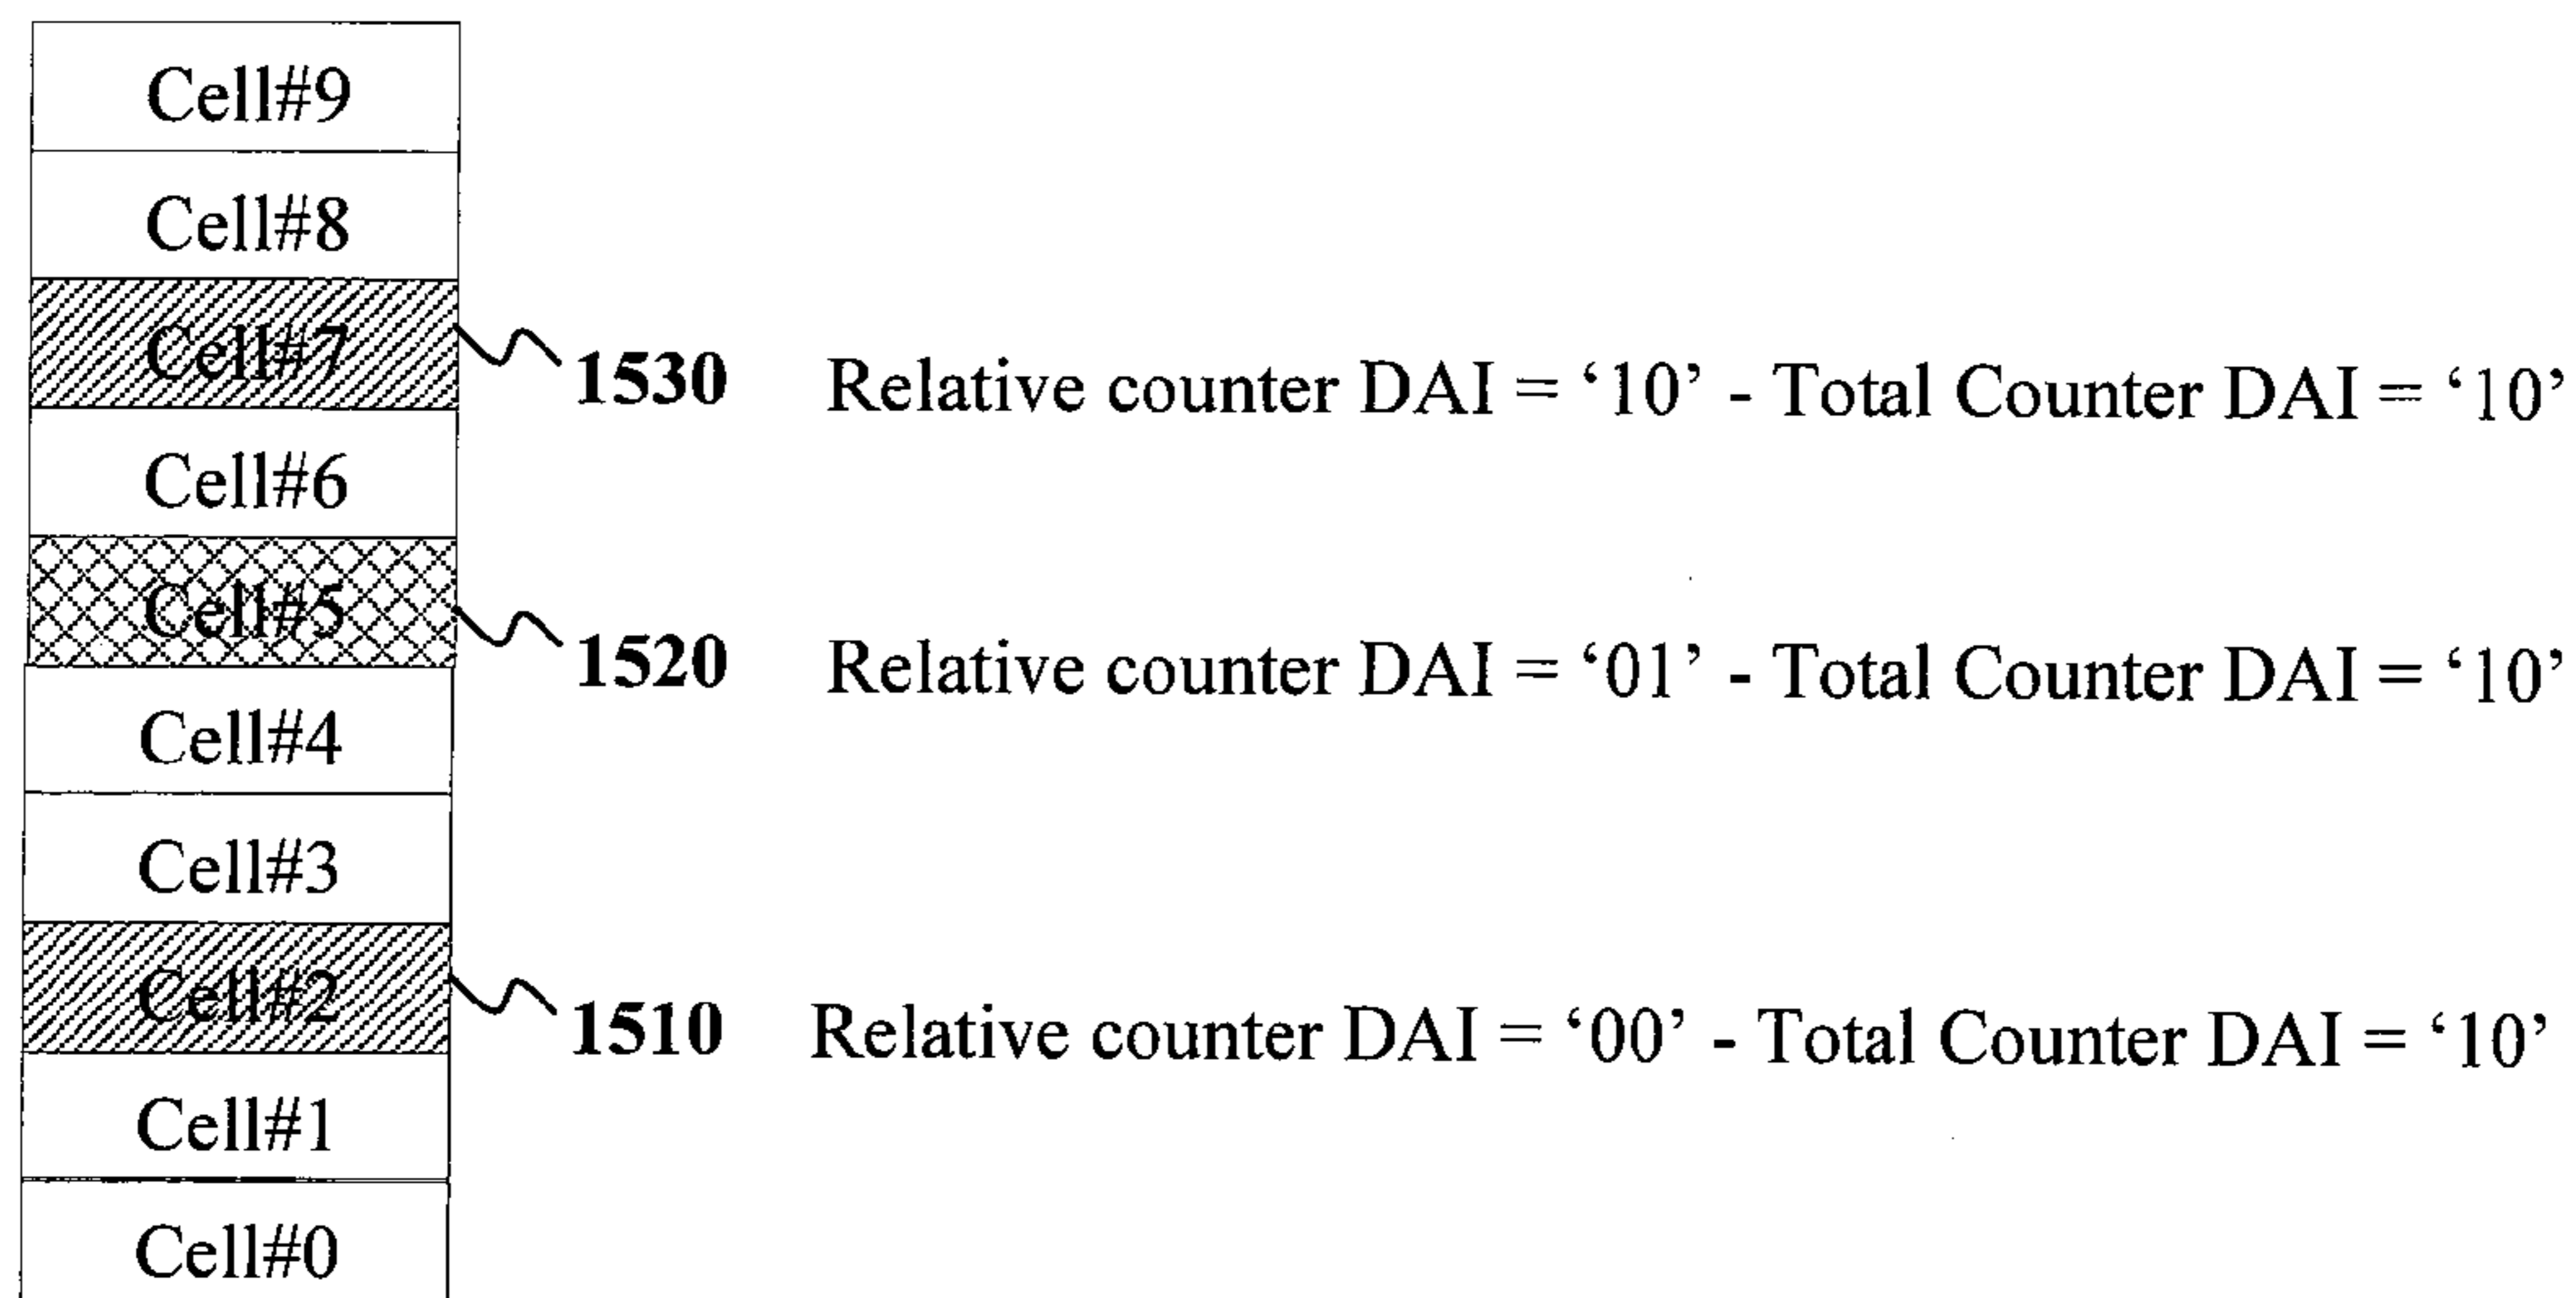 Cell#9
Cell#8
Cell#7 1530 Relative counter DAI = ‘10’ - Total Counter DAI = ‘10’
Cell#6
Cell#5 1520 Relative counter DAI = ‘01’ - Total Counter DAI = ‘10’
Cell#4
Cell#3
Cell#2 1510 Relative counter DAI = ‘00’ - Total Counter DAI = ‘10’
Cell#1
Cell#0